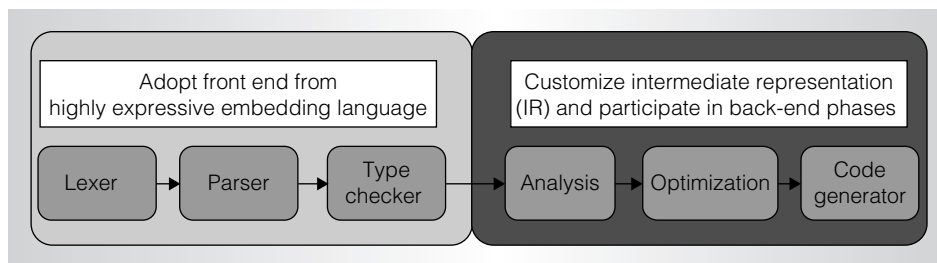 Adopt front end from
highly expressive embedding language
Customize intermediate representation
(IR) and participate in back-end phases
Lexer
Parser
Type
checker
Analysis
Optimization
Code
generator